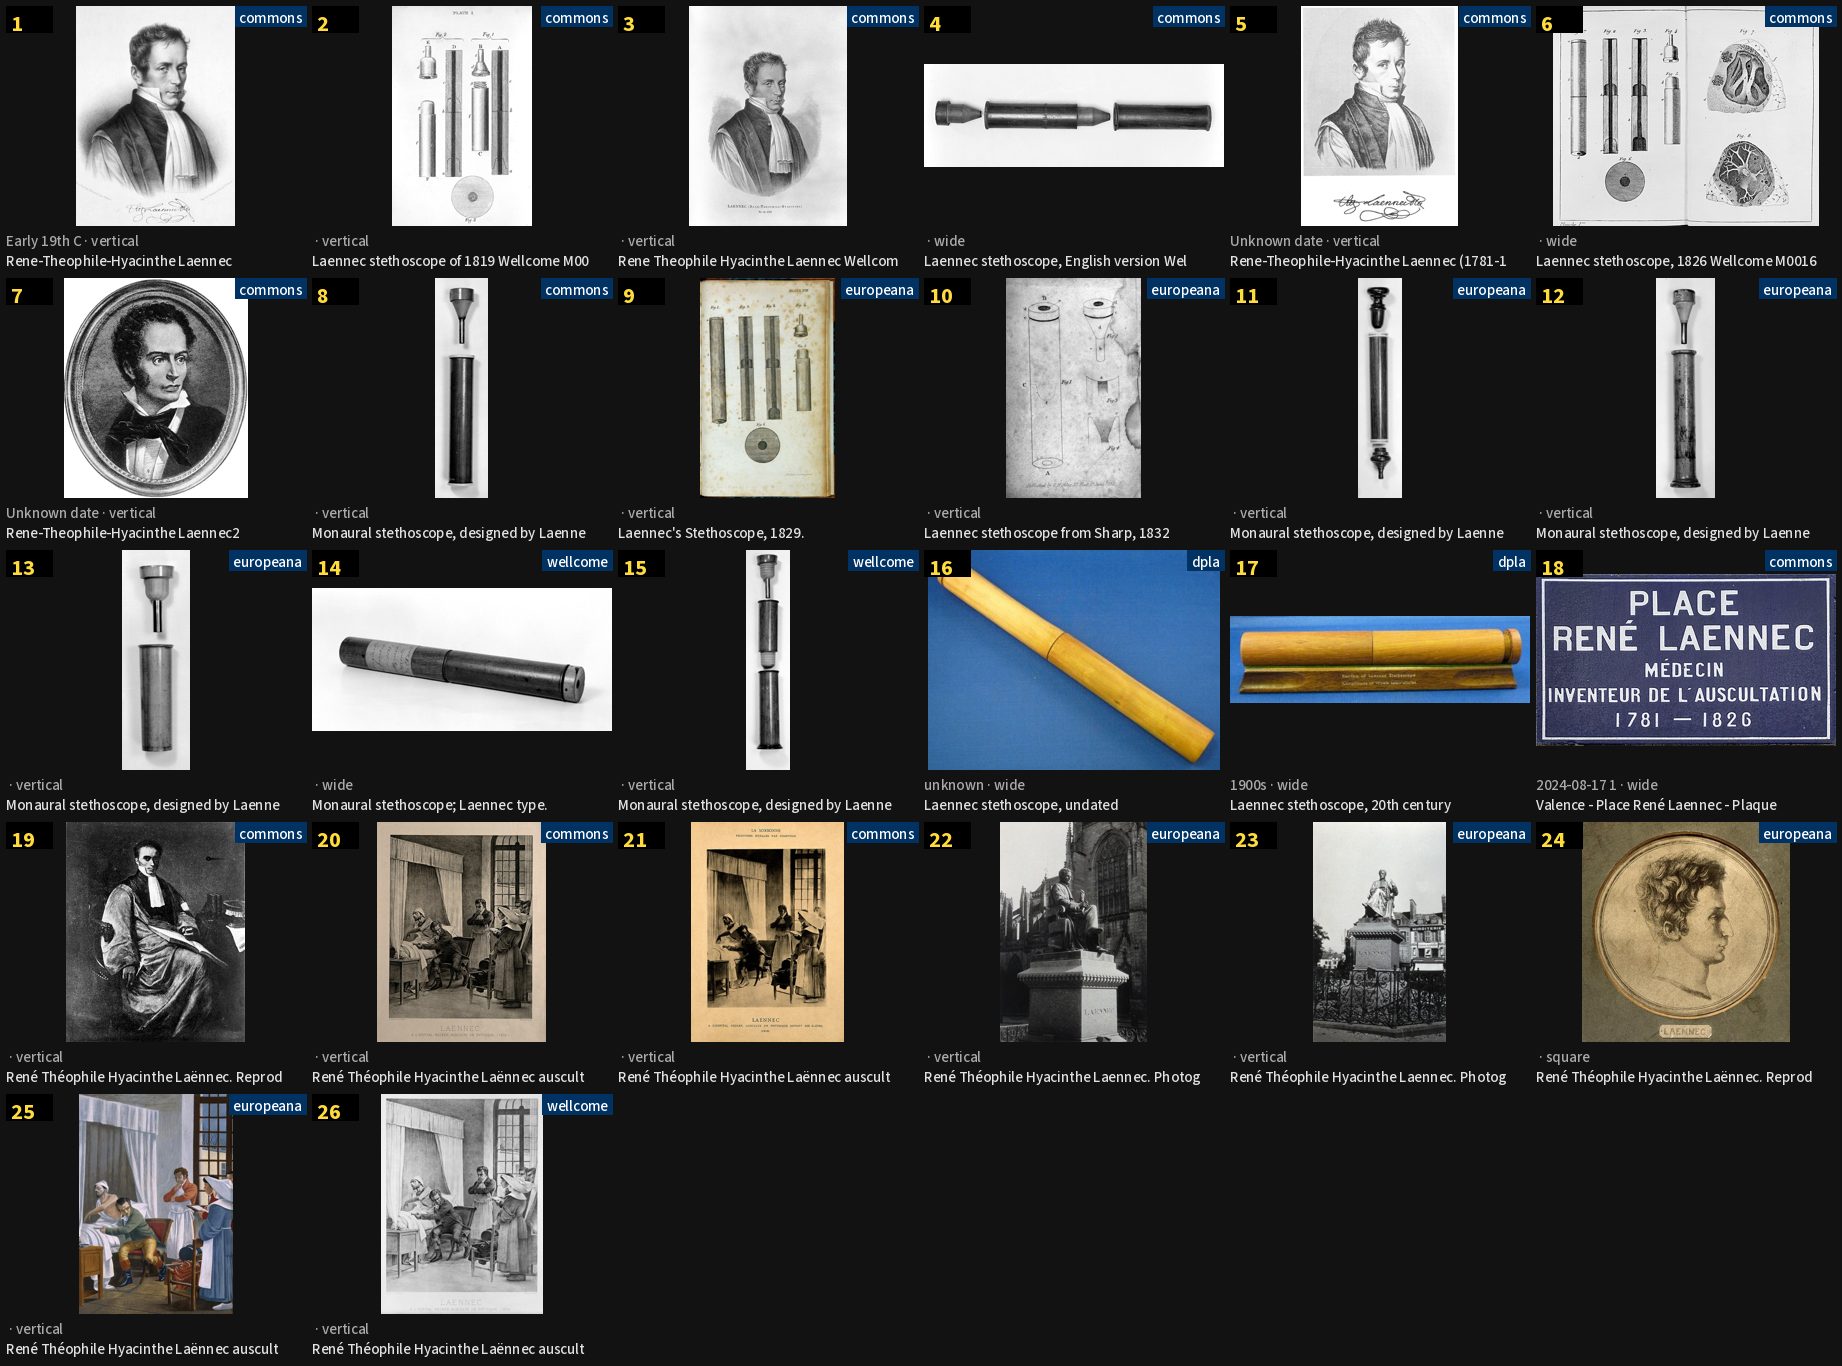 1
commons
Early 19th C · vertical
Rene-Theophile-Hyacinthe Laennec
2
commons
PLATE I
· vertical
Laennec stethoscope of 1819 Wellcome M00
3
commons
· vertical
Rene Theophile Hyacinthe Laennec Wellcom
4
commons
· wide
Laennec stethoscope, English version Wel
5
commons
Unknown date · vertical
Rene-Theophile-Hyacinthe Laennec (1781-1
6
commons
· wide
Laennec stethoscope, 1826 Wellcome M0016
7
commons
Unknown date · vertical
Rene-Theophile-Hyacinthe Laennec2
8
commons
· vertical
Monaural stethoscope, designed by Laenne
9
europeana
· vertical
Laennec's Stethoscope, 1829.
10
europeana
· vertical
Laennec stethoscope from Sharp, 1832
11
europeana
· vertical
Monaural stethoscope, designed by Laenne
12
europeana
· vertical
Monaural stethoscope, designed by Laenne
13
europeana
· vertical
Monaural stethoscope, designed by Laenne
14
wellcome
· wide
Monaural stethoscope; Laennec type.
15
wellcome
· vertical
Monaural stethoscope, designed by Laenne
16
dpla
unknown · wide
Laennec stethoscope, undated
17
dpla
1900s · wide
Laennec stethoscope, 20th century
18
commons
PLACE
RENÉ LAENNEC
MÉDECIN
INVENTEUR DE L'AUSCULTATION
1781 — 1826
2024-08-17 1 · wide
Valence - Place René Laennec - Plaque
19
commons
· vertical
René Théophile Hyacinthe Laënnec. Reprod
20
commons
LAENNEC
· vertical
René Théophile Hyacinthe Laënnec auscult
21
commons
LA SORBONNE
LAENNEC
· vertical
René Théophile Hyacinthe Laënnec auscult
22
europeana
LAENNEC
· vertical
René Théophile Hyacinthe Laennec. Photog
23
europeana
· vertical
René Théophile Hyacinthe Laennec. Photog
24
europeana
LAENNEC
· square
René Théophile Hyacinthe Laënnec. Reprod
25
europeana
· vertical
René Théophile Hyacinthe Laënnec auscult
26
wellcome
LAENNEC
· vertical
René Théophile Hyacinthe Laënnec auscult